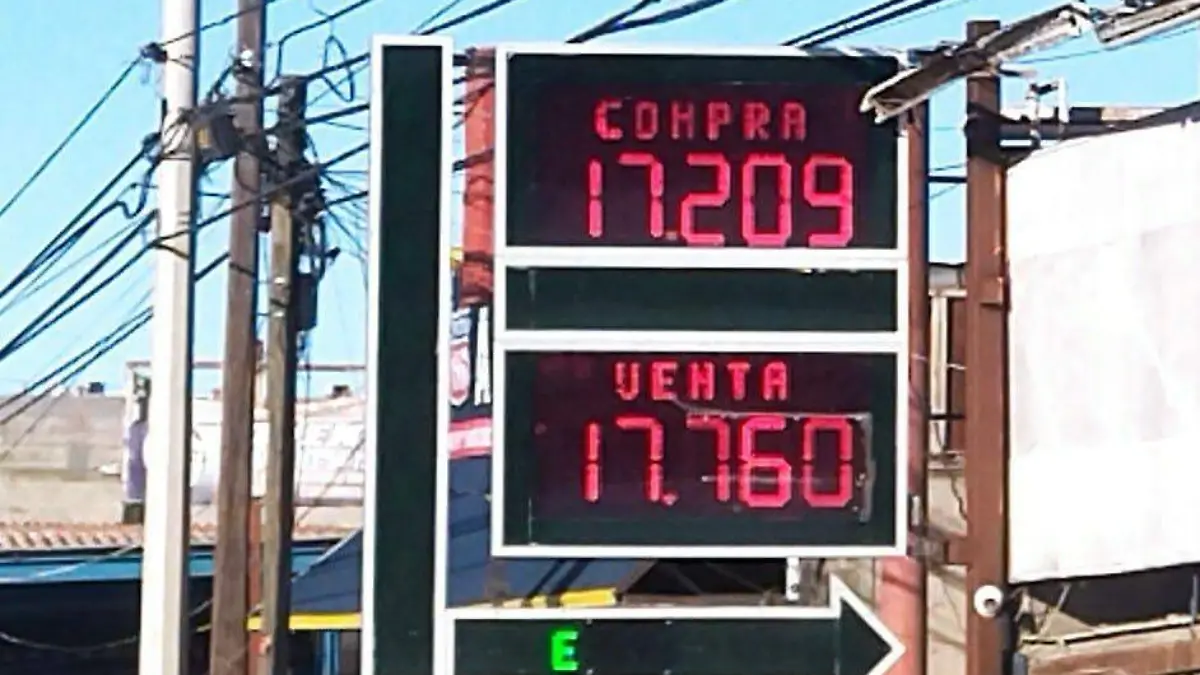 COMPRA
17.209
VENTA
17.760
E